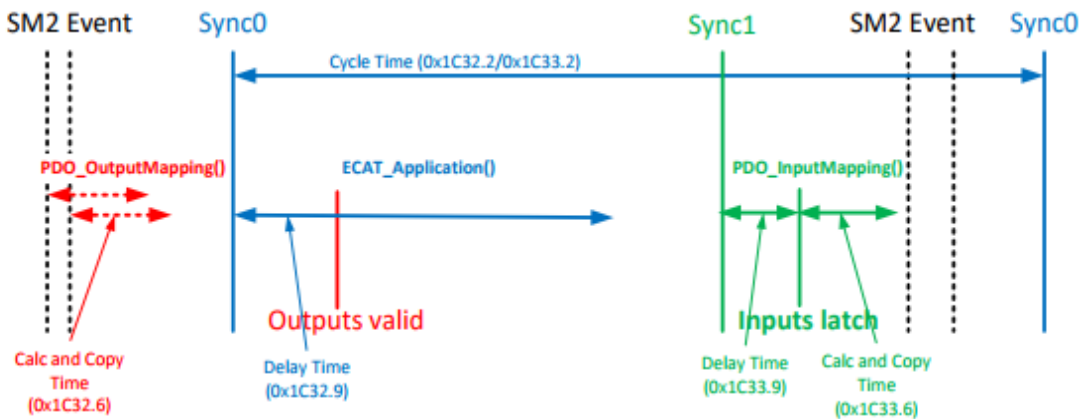 SM2 Event
Sync0
Sync1
SM2 Event
Sync0
Cycle Time (0x1C32.2/0x1C33.2)
PDO_OutputMapping()
ECAT_Application()
PDO_InputMapping()
Outputs valid
Inputs latch
Calc and Copy
Time
(0x1C32.6)
Delay Time
(0x1C32.9)
Delay Time
(0x1C33.9)
Calc and Copy
Time
(0x1C33.6)